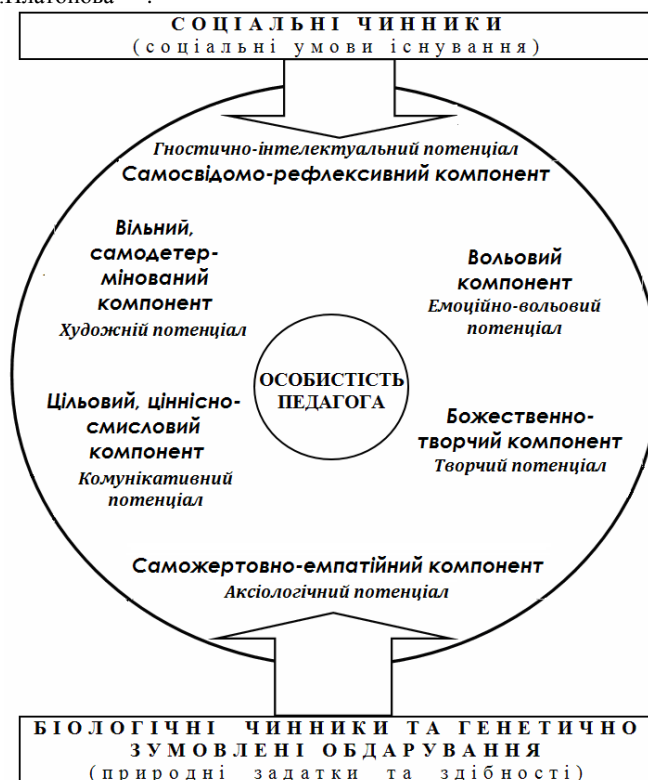 .Платонова
СОЦІАЛЬНІ ЧИННИКИ
(соціальні умови існування)
Гностично-інтелектуальний потенціал
Самосвідомо-рефлексивний компонент
Вільний,
самодетер-
мінований
компонент
Художній потенціал
Вольовий
компонент
Емоційно-вольовий
потенціал
ОСОБИСТІСТЬ
ПЕДАГОГА
Цільовий, ціннісно-
смисловий
компонент
Комунікативний
потенціал
Божественно-
творчий компонент
Творчий потенціал
Саможертовно-емпатійний компонент
Аксіологічний потенціал
БІОЛОГІЧНІ ЧИННИКИ ТА ГЕНЕТИЧНО
ЗУМОВЛЕНІ ОБДАРУВАННЯ
(природні задатки та здібності)